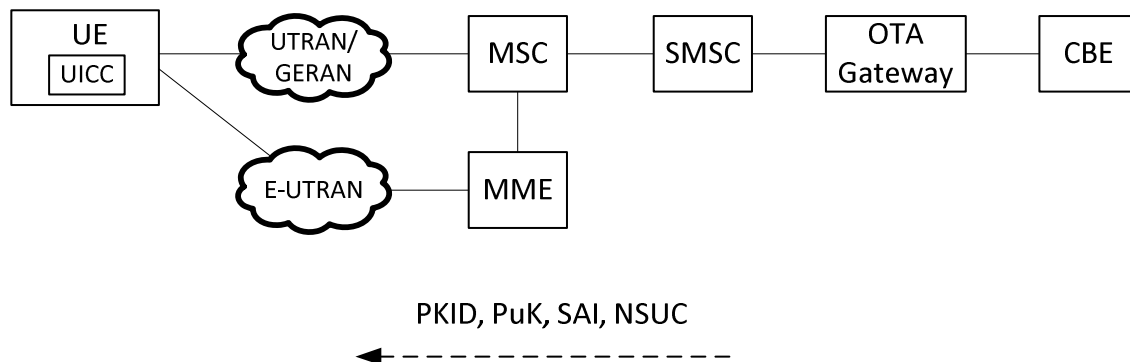 UE
UICC
UTRAN/
GERAN
MSC
SMSC
OTA
Gateway
CBE
E-UTRAN
MME
PKID, PuK, SAI, NSUC